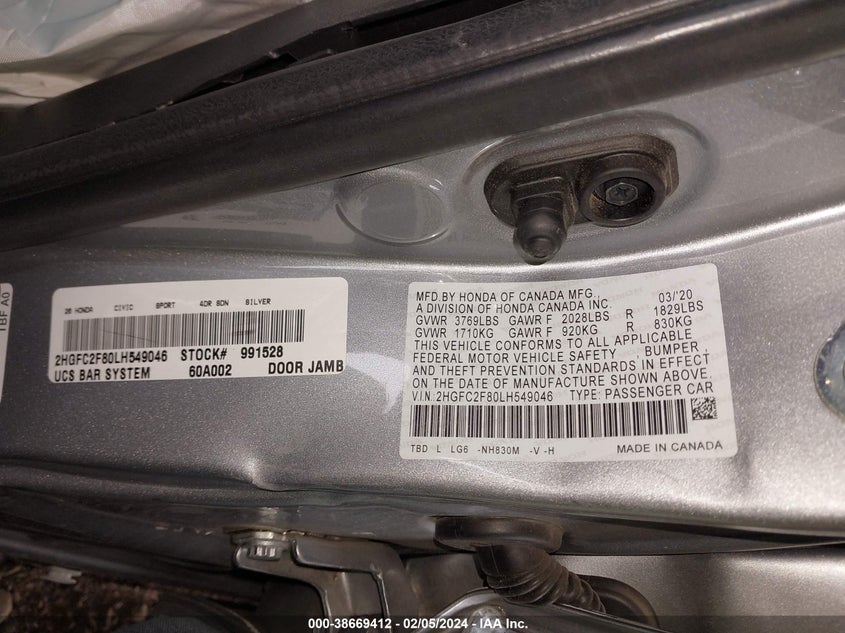 TBF A0
20 HONDA CIVIC SPORT 4DR SDN SILVER
2HGFC2F80LH549046 STOCK# 991528
UCS BAR SYSTEM 60A002 DOOR JAMB
MFD BY HONDA OF CANADA MFG., 03/'20
A DIVISION OF HONDA CANADA INC.
GVWR 3769LBS GAWR F 2028LBS R 1829LBS
GVWR 1710KG GAWR F 920KG R 830KG
THIS VEHICLE CONFORMS TO ALL APPLICABLE
FEDERAL MOTOR VEHICLE SAFETY, BUMPER,
AND THEFT PREVENTION STANDARDS IN EFFECT
ON THE DATE OF MANUFACTURE SHOWN ABOVE.
V.I.N.:2HGFC2F80LH549046 TYPE: PASSENGER CAR
TBD L LG6 -NH830M -V -H MADE IN CANADA
000-38669412 - 02/05/2024 - IAA Inc.